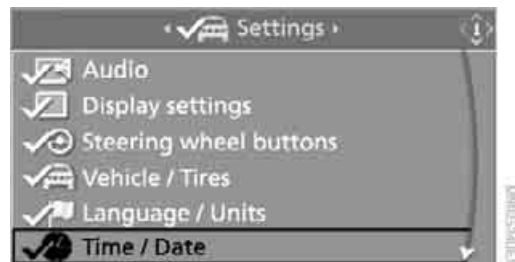 Settings
Audio
Display settings
Steering wheel buttons
Vehicle / Tires
Language / Units
Time / Date